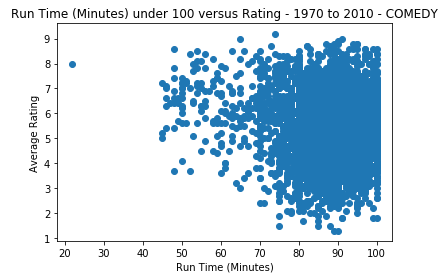 Run Time (Minutes) under 100 versus Rating - 1970 to 2010 - COMEDY
9
8
7
6
5
4
3
2
1
Average Rating
20 30 40 50 60 70 80 90 100
Run Time (Minutes)